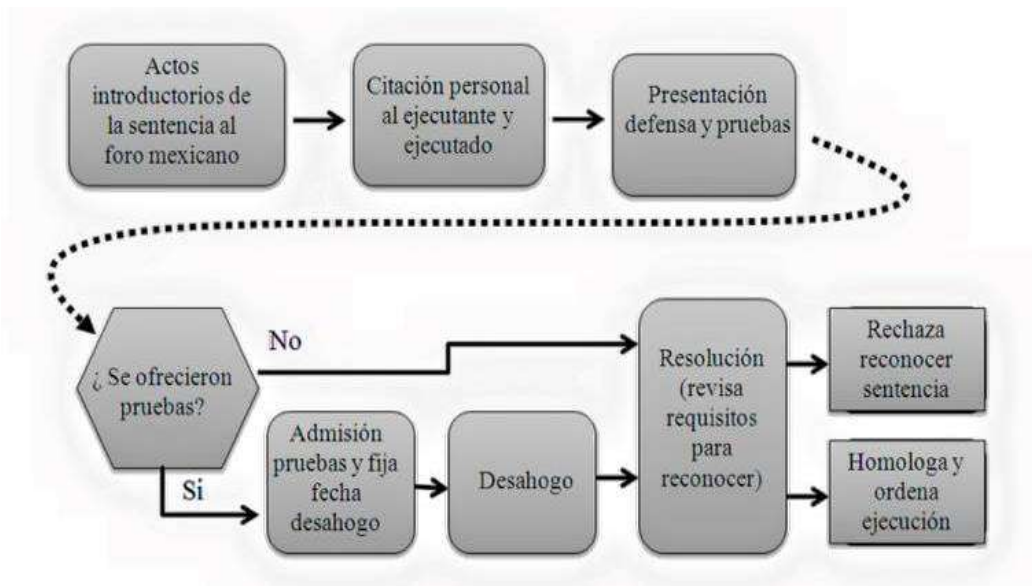 Actos
introductorios de
la sentencia al
foro mexicano
Citación personal
al ejecutante y
ejecutado
Presentación
defensa y pruebas
¿ Se ofrecieron
pruebas?
No
Si
Admisión
pruebas y fija
fecha
desahogo
Desahogo
Resolución
(revisa
requisitos
para
reconocer)
Rechaza
reconocer
sentencia
Homologa y
ordena
ejecución